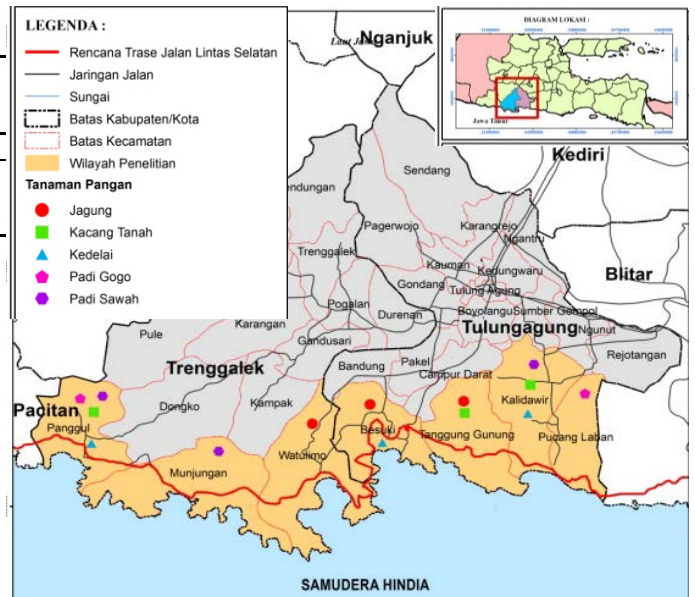 LEGENDA :
Rencana Trase Jalan Lintas Selatan
Jaringan Jalan
Sungai
Batas Kabupaten/Kota
Batas Kecamatan
Wilayah Penelitian
Tanaman Pangan
Jagung
Kacang Tanah
Kedelai
Padi Gogo
Padi Sawah
DIAGRAM LOKASI :
Jawa Timur
Nganjuk
Kediri
Blitar
Sendang
endungan
Pagerwojo
Karangrejo
Ngantru
Trenggalek
Kauman
Kedungwaru
Gondang
Tulung Agung
Pogalan
Durenan
Boyolangu
Sumber Gempol
Karangan
Tulungagung
Ngunut
Pule
Gandusari
Rejotangan
Trenggalek
Bandung
Pakel
Campur Darat
Pacitan
Dongko
Kampak
Kalidawir
Panggul
Besuki
Tanggung Gunung
Pucang Laban
Munjungan
Watulimo
SAMUDERA HINDIA